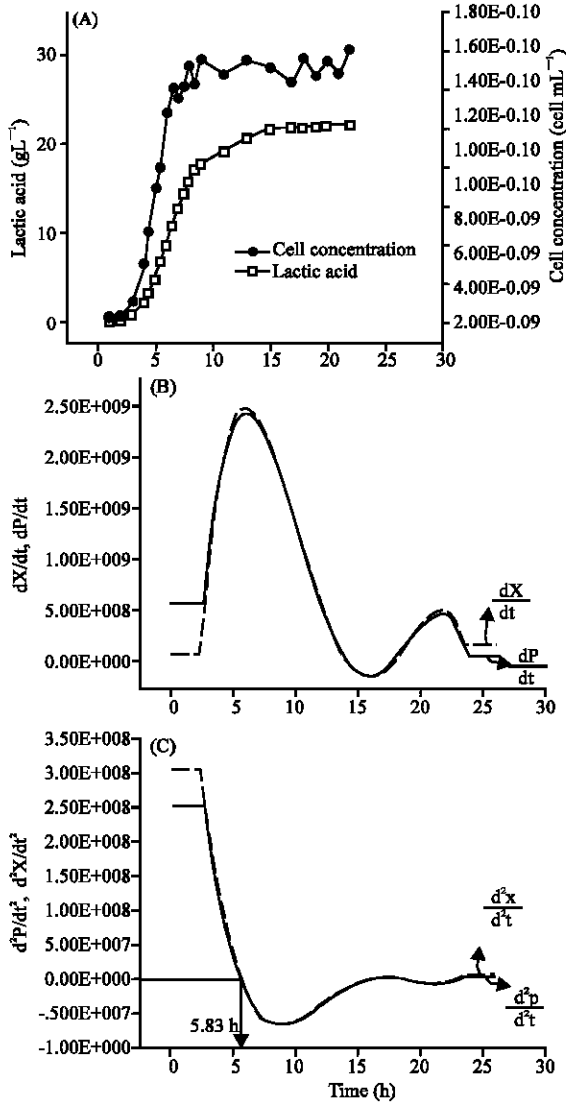 (A)
30
20
10
0
Lactic acid (gL⁻¹)
1.80E-0.10
1.60E-0.10
1.40E-0.10
1.20E-0.10
1.00E-0.10
1.00E-0.10
8.00E-0.09
6.00E-0.09
4.00E-0.09
2.00E-0.09
Cell concentration (cell mL⁻¹)
Cell concentration
Lactic acid
0 5 10 15 20 25 30
(B)
2.50E+009
2.00E+009
1.50E+009
1.00E+009
5.00E+008
0.00E+000
dX/dt, dP/dt
dX
dt
dP
dt
0 5 10 15 20 25 30
(C)
3.50E+008
3.00E+008
2.50E+008
2.00E+008
1.50E+008
1.00E+008
5.00E+007
0.00E+000
-.500E+007
-1.00E+000
d²P/dt², d²X/dt²
5.83 h
d²x
d²t
d²p
d²t
0 5 10 15 20 25 30
Time (h)